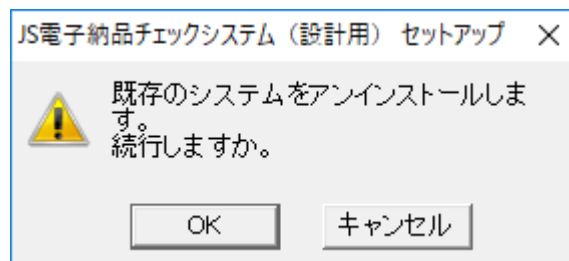 JS電子納品チェックシステム（設計用） セットアップ
既存のシステムをアンインストールしま
す。
続行しますか。
OK
キャンセル